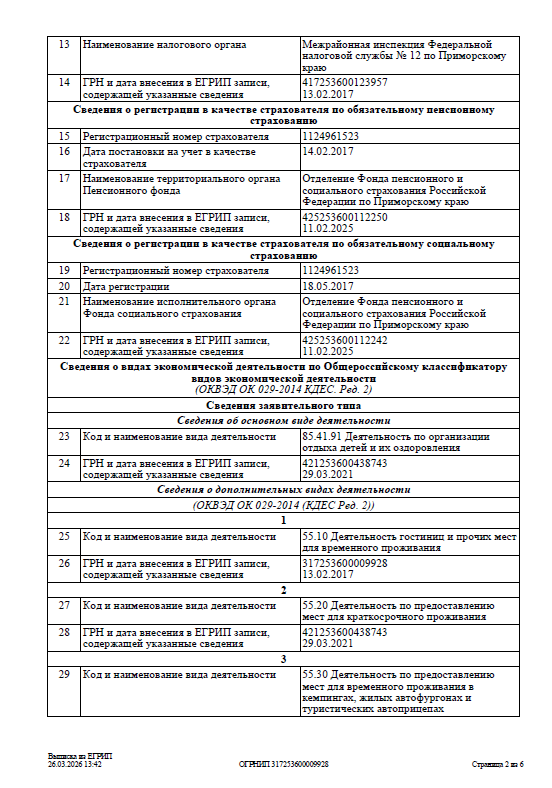 13 Наименование налогового органа Межрайонная инспекция Федеральной
налоговой службы № 12 по Приморскому
краю
14 ГРН и дата внесения в ЕГРИП записи, 417253600123957
содержащей указанные сведения 13.02.2017
Сведения о регистрации в качестве страхователя по обязательному пенсионному
страхованию
15 Регистрационный номер страхователя 1124961523
16 Дата постановки на учет в качестве 14.02.2017
страхователя
17 Наименование территориального органа Отделение Фонда пенсионного и
Пенсионного фонда социального страхования Российской
Федерации по Приморскому краю
18 ГРН и дата внесения в ЕГРИП записи, 425253600112250
содержащей указанные сведения 11.02.2025
Сведения о регистрации в качестве страхователя по обязательному социальному
страхованию
19 Регистрационный номер страхователя 1124961523
20 Дата регистрации 18.05.2017
21 Наименование исполнительного органа Отделение Фонда пенсионного и
Фонда социального страхования социального страхования Российской
Федерации по Приморскому краю
22 ГРН и дата внесения в ЕГРИП записи, 425253600112242
содержащей указанные сведения 11.02.2025
Сведения о видах экономической деятельности по Общероссийскому классификатору
видов экономической деятельности
(ОКВЭД ОК 029-2014 КДЕС. Ред. 2)
Сведения заявительного типа
Сведения об основном виде деятельности
23 Код и наименование вида деятельности 85.41.91 Деятельность по организации
отдыха детей и их оздоровления
24 ГРН и дата внесения в ЕГРИП записи, 421253600438743
содержащей указанные сведения 29.03.2021
Сведения о дополнительных видах деятельности
(ОКВЭД ОК 029-2014 (КДЕС Ред. 2))
1
25 Код и наименование вида деятельности 55.10 Деятельность гостиниц и прочих мест
для временного проживания
26 ГРН и дата внесения в ЕГРИП записи, 317253600009928
содержащей указанные сведения 13.02.2017
2
27 Код и наименование вида деятельности 55.20 Деятельность по предоставлению
мест для краткосрочного проживания
28 ГРН и дата внесения в ЕГРИП записи, 421253600438743
содержащей указанные сведения 29.03.2021
3
29 Код и наименование вида деятельности 55.30 Деятельность по предоставлению
мест для временного проживания в
кемпингах, жилых автофургонах и
туристических автоприцепах
Выписка из ЕГРИП
26.03.2026 13:42 ОГРНИП 317253600009928 Страница 2 из 6